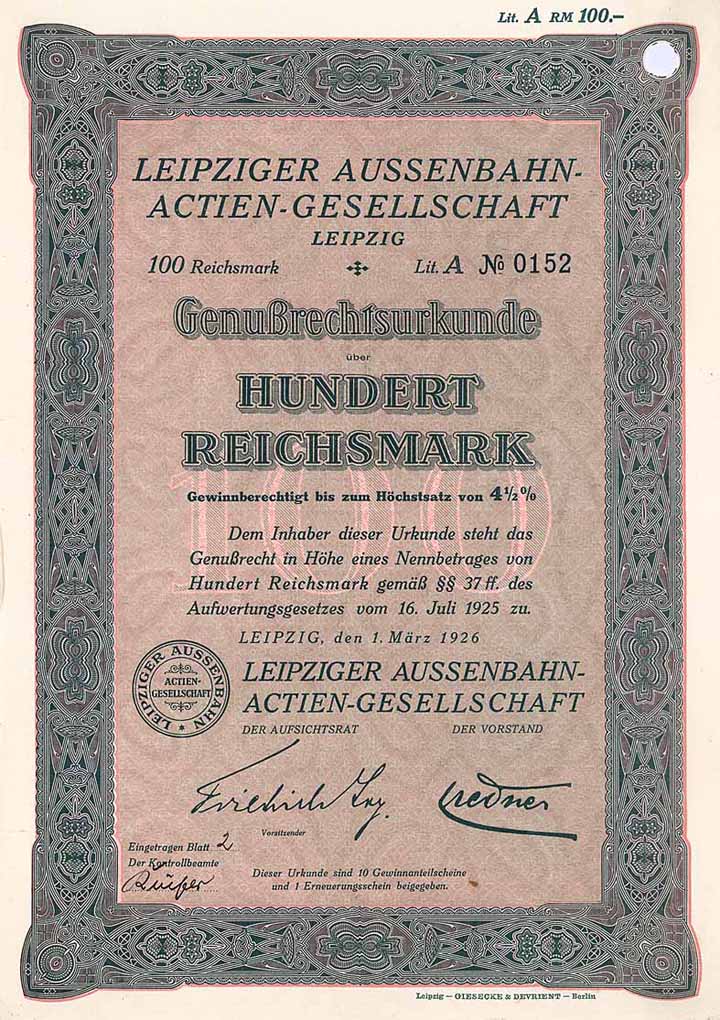 Lit. A RM 100.–
LEIPZIGER AUSSENBAHN-
ACTIEN-GESELLSCHAFT
LEIPZIG
100 Reichsmark Lit. A № 0152
Genußrechtsurkunde
über
HUNDERT
REICHSMARK
Gewinnberechtigt bis zum Höchstsatz von 4½%
100
Dem Inhaber dieser Urkunde steht das
Genußrecht in Höhe eines Nennbetrages von
Hundert Reichsmark gemäß §§ 37 ff. des
Aufwertungsgesetzes vom 16. Juli 1925 zu.
LEIPZIG, den 1. März 1926
LEIPZIGER AUSSENBAHN
ACTIEN-
GESELLSCHAFT
LEIPZIGER AUSSENBAHN-
ACTIEN-GESELLSCHAFT
DER AUFSICHTSRAT DER VORSTAND
Friedrich
Vorsitzender
Eingetragen Blatt 2
Der Kontrollbeamte
Dieser Urkunde sind 10 Gewinnanteilscheine
und 1 Erneuerungsschein beigegeben.
Leipzig – GIESECKE & DEVRIENT – Berlin